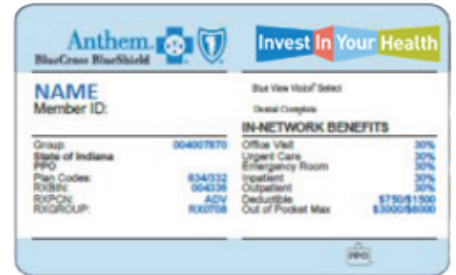 Anthem
BlueCross BlueShield
Invest In Your Health
NAME
Member ID:
Blue View Vision Select
Dental Complete
IN-NETWORK BENEFITS
Group 004007870
State of Indiana
PPO
Plan Codes: 834/332
RXBIN: 004336
RXPCN: ADV
RXGROUP: RX0708
Office Visit 30%
Urgent Care 30%
Emergency Room 30%
Inpatient 30%
Outpatient 30%
Deductible $750/$1500
Out of Pocket Max $3000/$6000
PPO